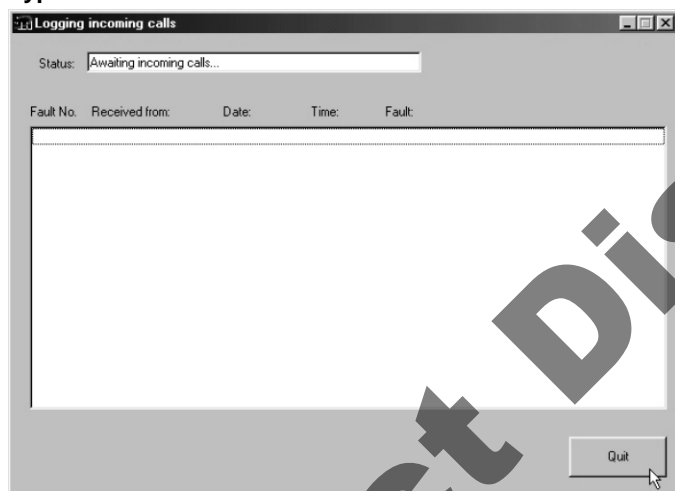 Logging incoming calls
Status: Awaiting incoming calls...
Fault No. Received from: Date: Time: Fault:
Quit